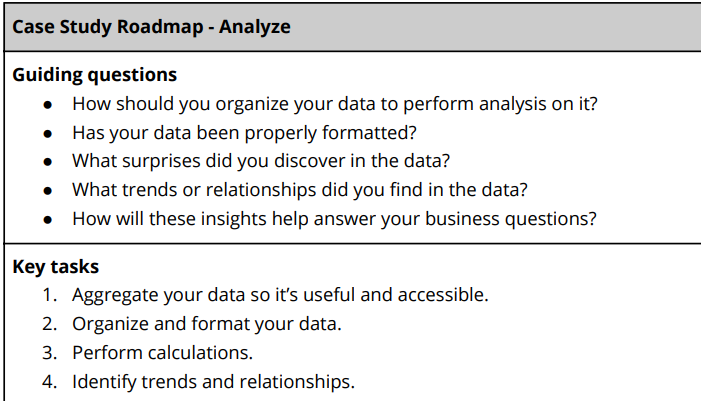 Case Study Roadmap - Analyze
Guiding questions
● How should you organize your data to perform analysis on it?
● Has your data been properly formatted?
● What surprises did you discover in the data?
● What trends or relationships did you find in the data?
● How will these insights help answer your business questions?
Key tasks
1. Aggregate your data so it’s useful and accessible.
2. Organize and format your data.
3. Perform calculations.
4. Identify trends and relationships.